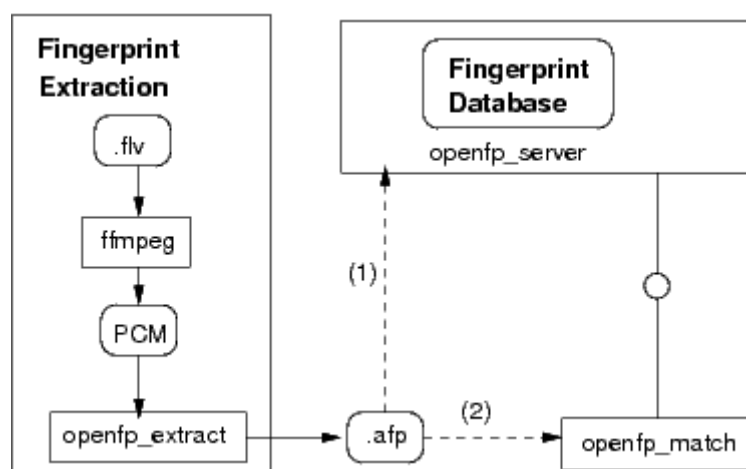 Fingerprint
Extraction
.flv
ffmpeg
PCM
openfp_extract
.afp
(1)
(2)
Fingerprint
Database
openfp_server
openfp_match